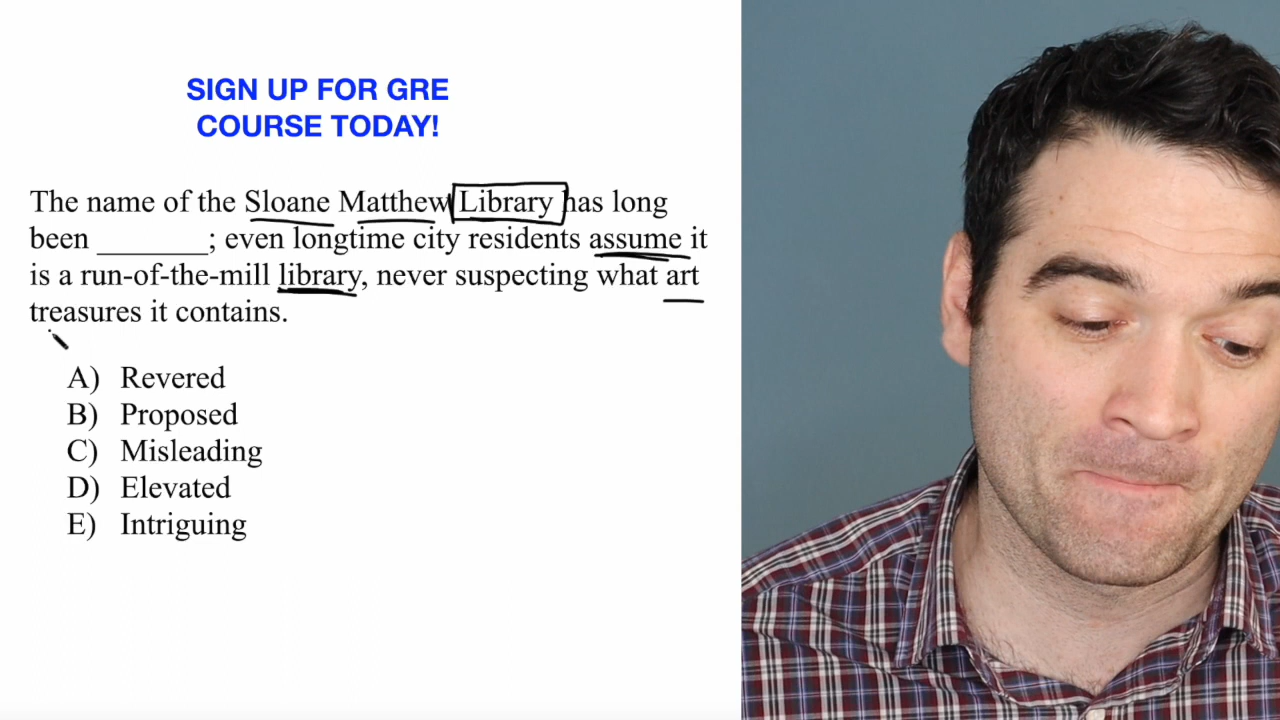 SIGN UP FOR GRE
COURSE TODAY!
The name of the Sloane Matthew Library has long
been ________; even longtime city residents assume it
is a run-of-the-mill library, never suspecting what art
treasures it contains.
A) Revered
B) Proposed
C) Misleading
D) Elevated
E) Intriguing